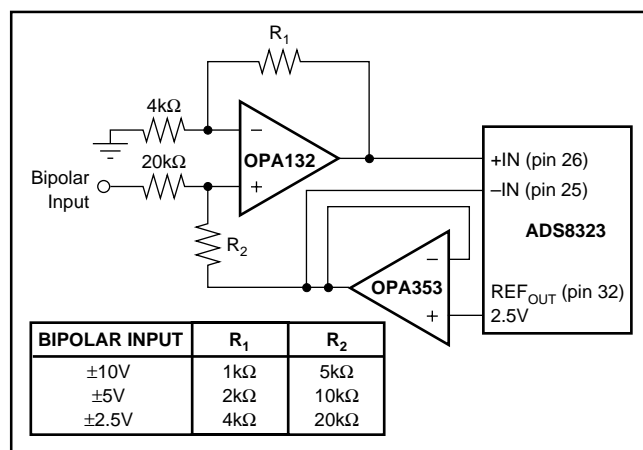 R1
4kΩ
20kΩ
Bipolar
Input
−
+
OPA132
R2
+IN (pin 26)
–IN (pin 25)
ADS8323
REFOUT (pin 32)
2.5V
−
+
OPA353
BIPOLAR INPUT R1 R2
±10V 1kΩ 5kΩ
±5V 2kΩ 10kΩ
±2.5V 4kΩ 20kΩ